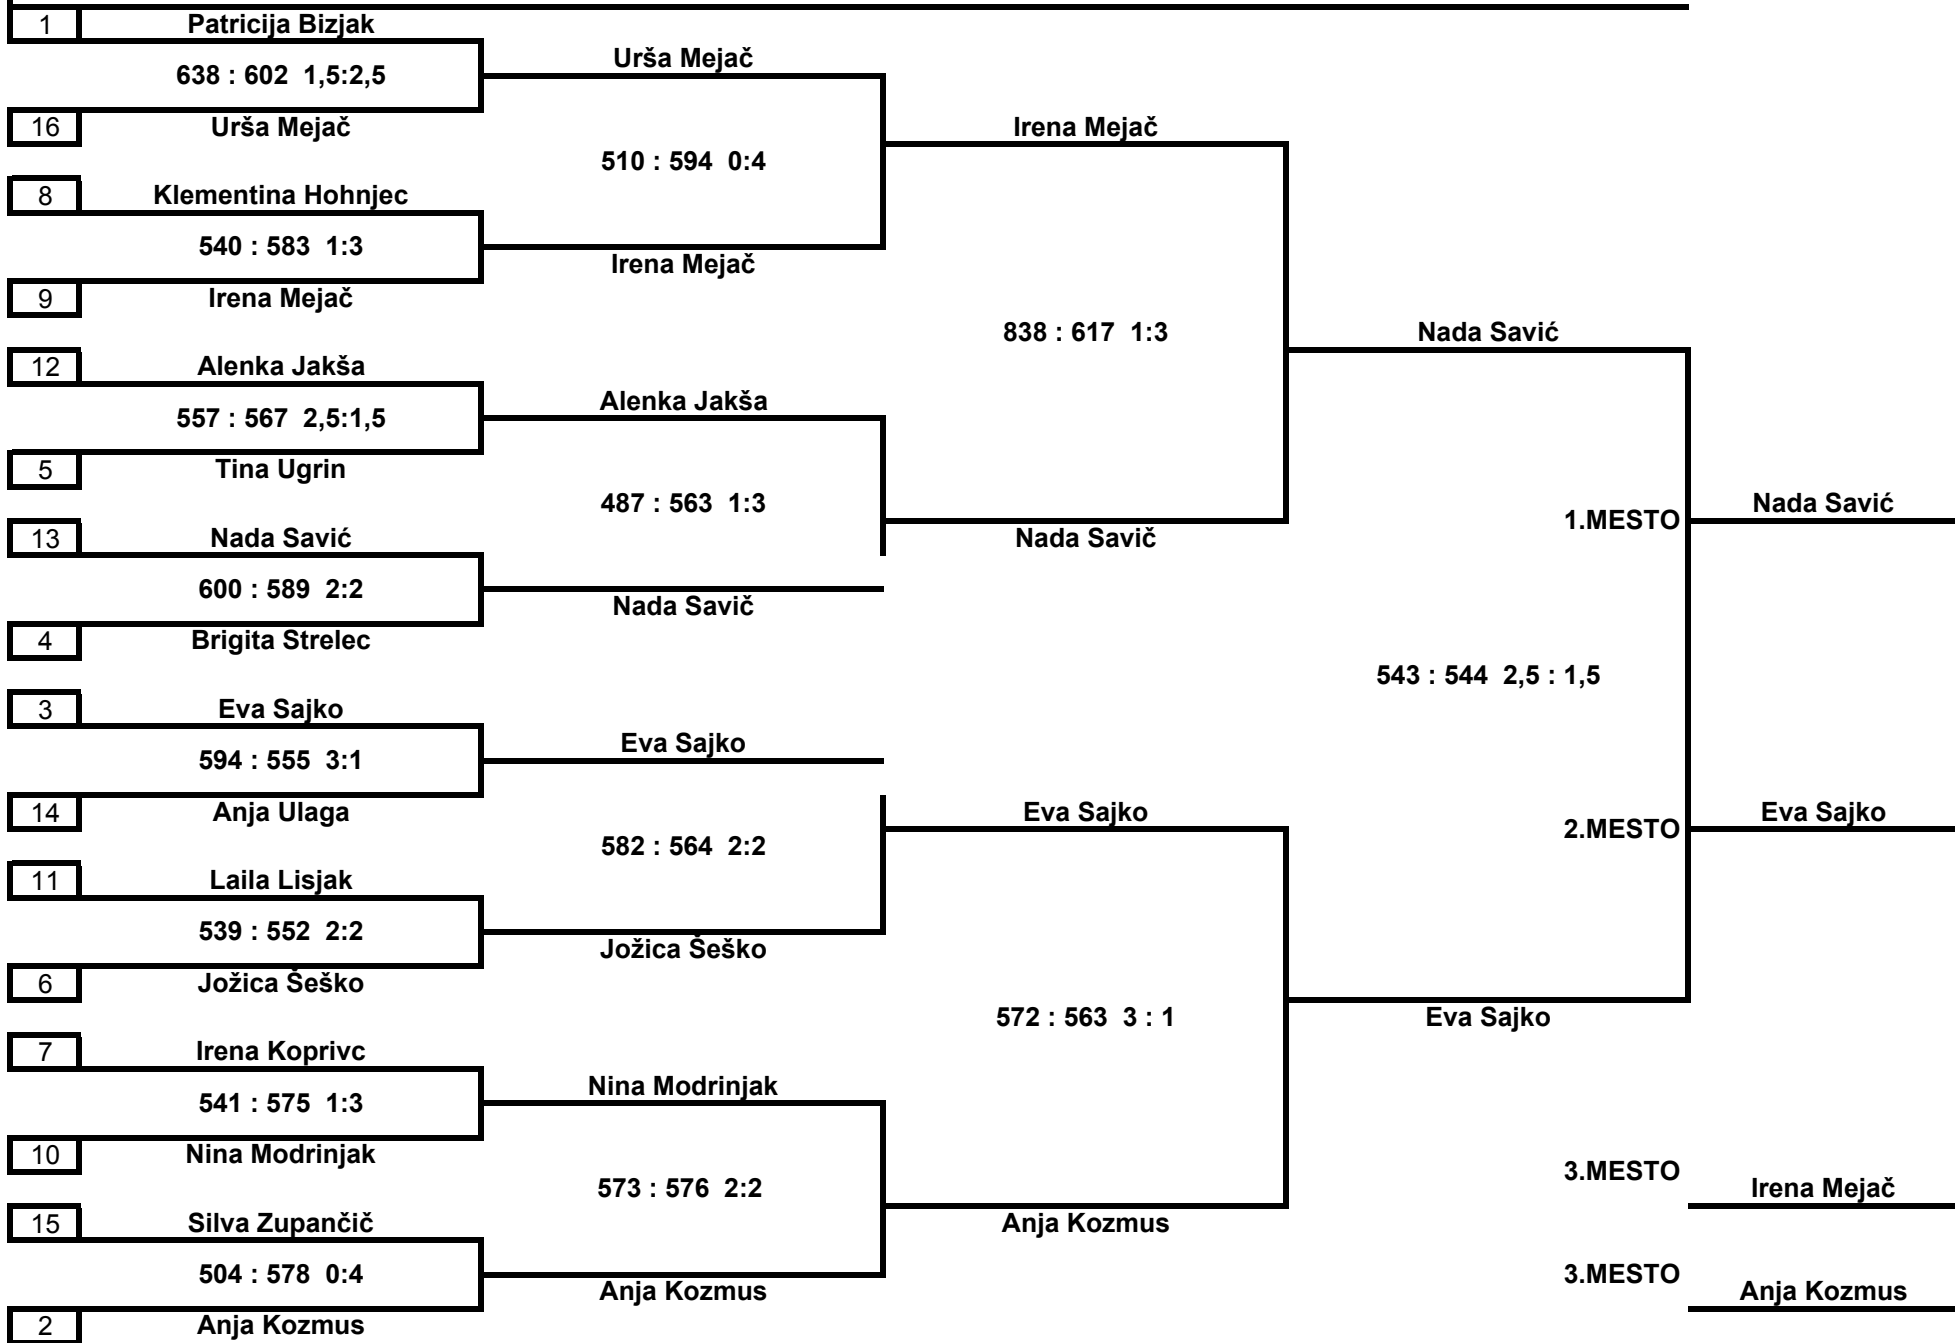 1 Patricija Bizjak
638 : 602 1,5:2,5
16 Urša Mejač
8 Klementina Hohnjec
540 : 583 1:3
9 Irena Mejač
12 Alenka Jakša
557 : 567 2,5:1,5
5 Tina Ugrin
13 Nada Savić
600 : 589 2:2
4 Brigita Strelec
3 Eva Sajko
594 : 555 3:1
14 Anja Ulaga
11 Laila Lisjak
539 : 552 2:2
6 Jožica Šeško
7 Irena Koprivc
541 : 575 1:3
10 Nina Modrinjak
15 Silva Zupančič
504 : 578 0:4
2 Anja Kozmus
Urša Mejač
510 : 594 0:4
Irena Mejač
Alenka Jakša
487 : 563 1:3
Nada Savič
Eva Sajko
582 : 564 2:2
Jožica Šeško
Nina Modrinjak
573 : 576 2:2
Anja Kozmus
Irena Mejač
838 : 617 1:3
Nada Savič
Eva Sajko
572 : 563 3 : 1
Anja Kozmus
Nada Savić
543 : 544 2,5 : 1,5
Eva Sajko
1.MESTO Nada Savić
2.MESTO Eva Sajko
3.MESTO Irena Mejač
3.MESTO Anja Kozmus